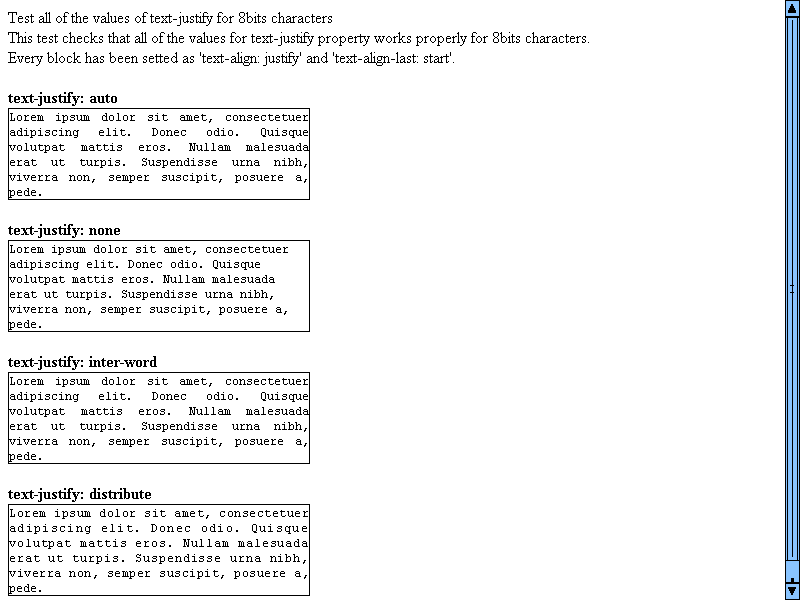 Test all of the values of text-justify for 8bits characters
This test checks that all of the values for text-justify property works properly for 8bits characters.
Every block has been setted as 'text-align: justify' and 'text-align-last: start'.
text-justify: auto
Lorem ipsum dolor sit amet, consectetuer
adipiscing elit. Donec odio. Quisque
volutpat mattis eros. Nullam malesuada
erat ut turpis. Suspendisse urna nibh,
viverra non, semper suscipit, posuere a,
pede.
text-justify: none
Lorem ipsum dolor sit amet, consectetuer
adipiscing elit. Donec odio. Quisque
volutpat mattis eros. Nullam malesuada
erat ut turpis. Suspendisse urna nibh,
viverra non, semper suscipit, posuere a,
pede.
text-justify: inter-word
Lorem ipsum dolor sit amet, consectetuer
adipiscing elit. Donec odio. Quisque
volutpat mattis eros. Nullam malesuada
erat ut turpis. Suspendisse urna nibh,
viverra non, semper suscipit, posuere a,
pede.
text-justify: distribute
Lorem ipsum dolor sit amet, consectetuer
adipiscing elit. Donec odio. Quisque
volutpat mattis eros. Nullam malesuada
erat ut turpis. Suspendisse urna nibh,
viverra non, semper suscipit, posuere a,
pede.